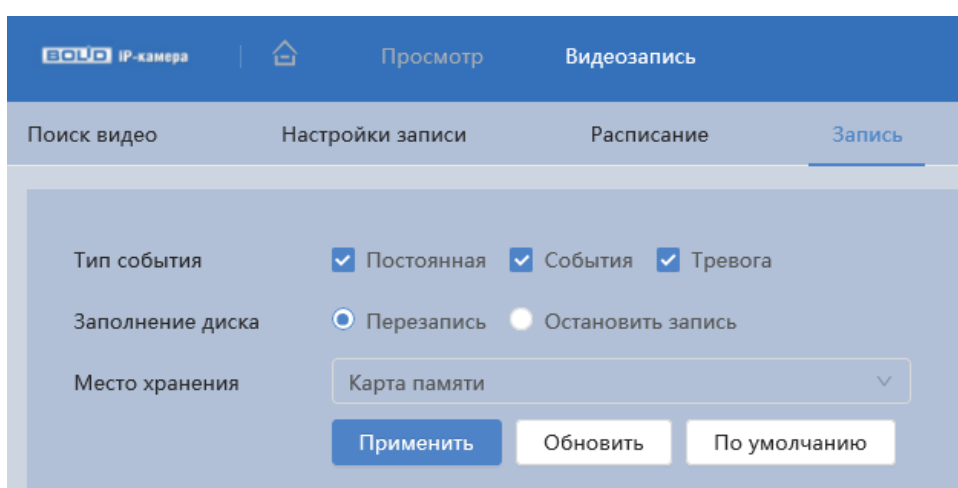 BOLID IP-камера Просмотр Видеозапись
Поиск видео Настройки записи Расписание Запись
Тип события Постоянная События Тревога
Заполнение диска Перезапись Остановить запись
Место хранения Карта памяти
Применить Обновить По умолчанию